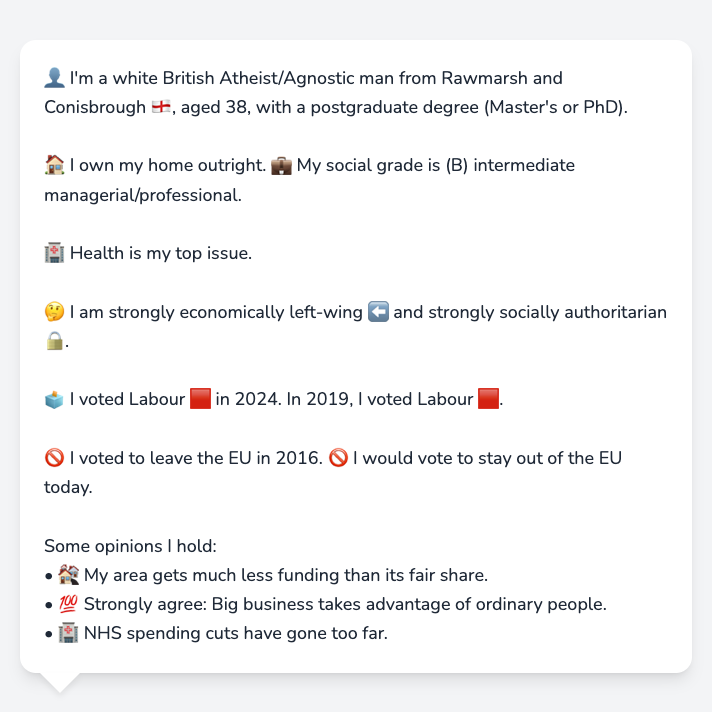 👤 I'm a white British Atheist/Agnostic man from Rawmarsh and
Conisbrough 🏴󠁧󠁢󠁥󠁮󠁧󠁿, aged 38, with a postgraduate degree (Master's or PhD).
🏠 I own my home outright. 💼 My social grade is (B) intermediate
managerial/professional.
🏥 Health is my top issue.
🤔 I am strongly economically left-wing ⬅️ and strongly socially authoritarian
🔒.
🗳️ I voted Labour 🟥 in 2024. In 2019, I voted Labour 🟥.
🚫 I voted to leave the EU in 2016. 🚫 I would vote to stay out of the EU
today.
Some opinions I hold:
• 🏘️ My area gets much less funding than its fair share.
• 💯 Strongly agree: Big business takes advantage of ordinary people.
• 🏥 NHS spending cuts have gone too far.